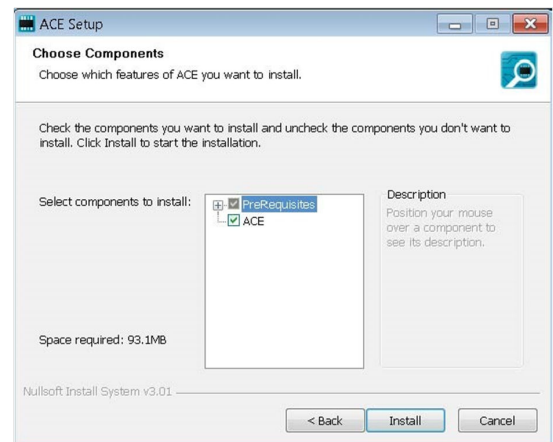 ACE Setup
Choose Components
Choose which features of ACE you want to install.
Check the components you want to install and uncheck the components you don't want to
install. Click Install to start the installation.
Select components to install:
PreRequisites
ACE
Description
Position your mouse
over a component to
see its description.
Space required: 93.1MB
Nullsoft Install System v3.01
< Back
Install
Cancel